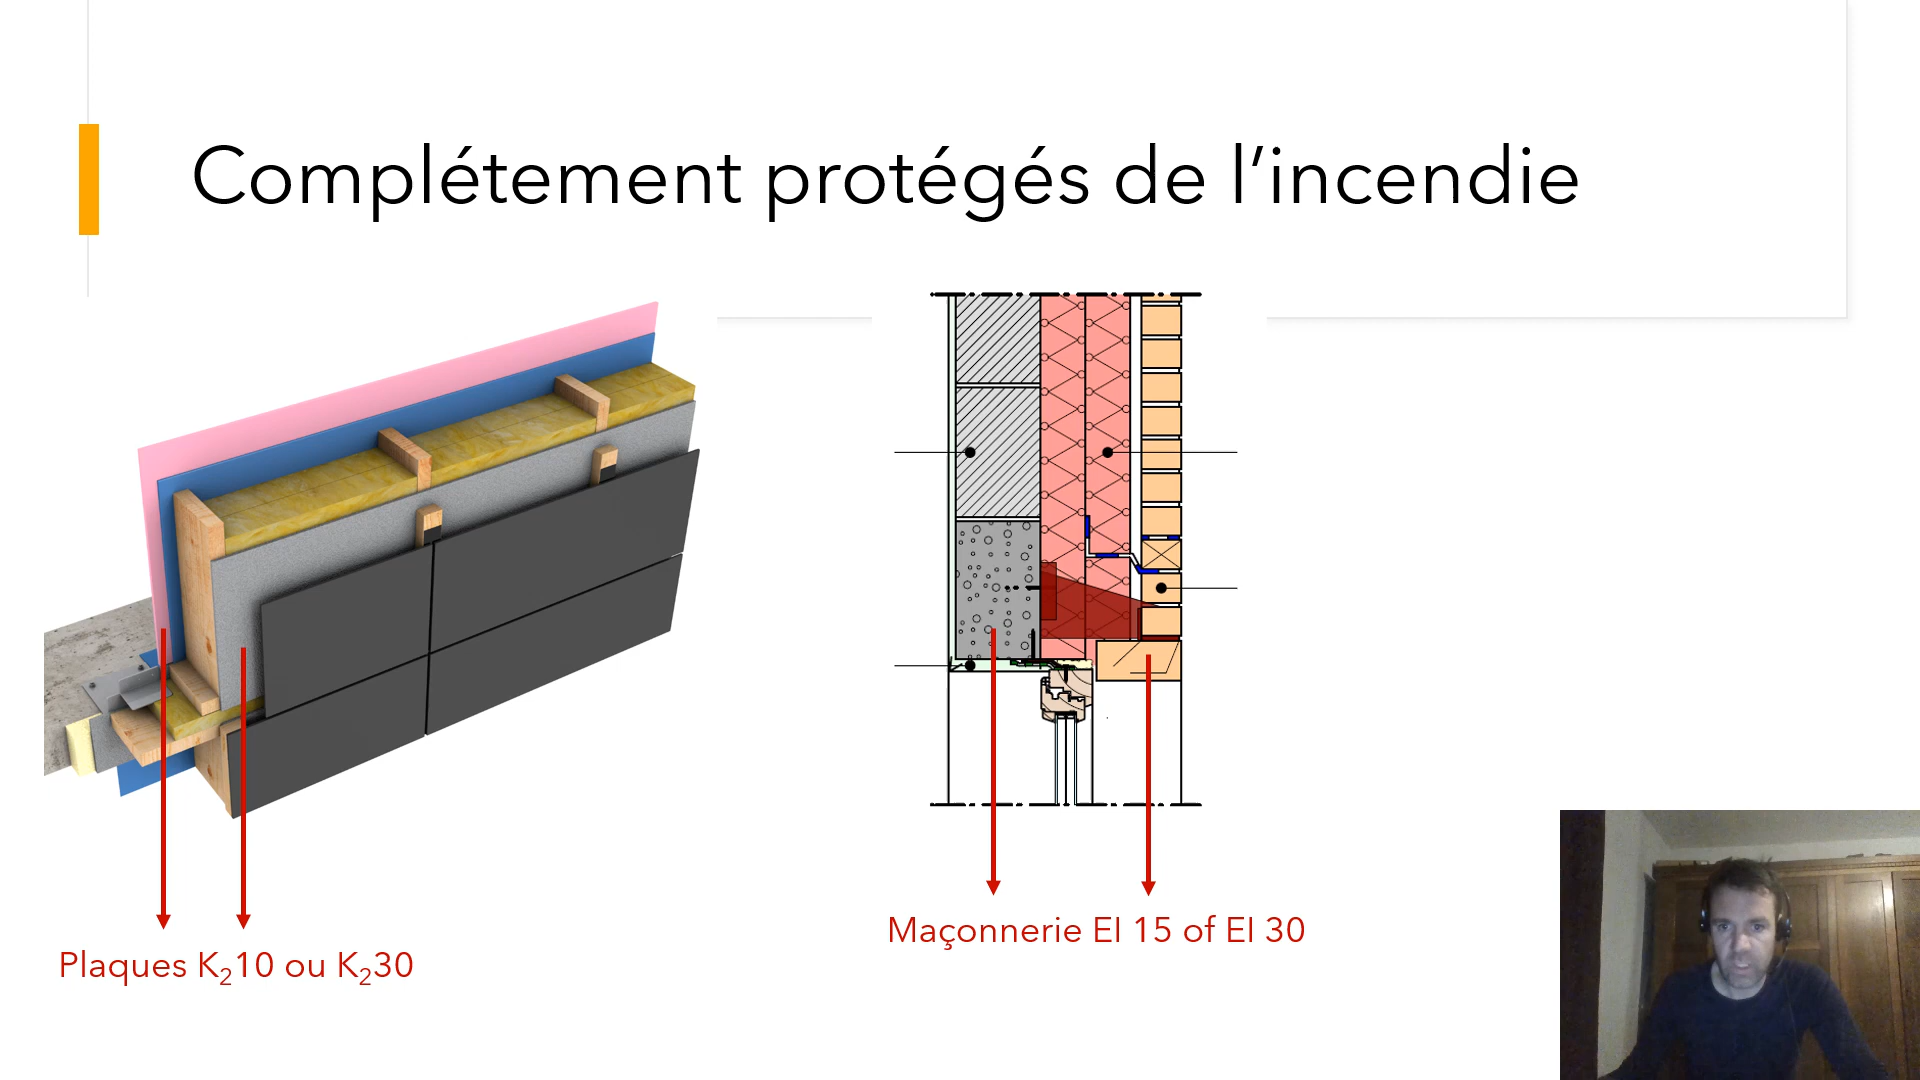 Complétement protégés de l’incendie
Maçonnerie EI 15 of EI 30
Plaques K₂10 ou K₂30